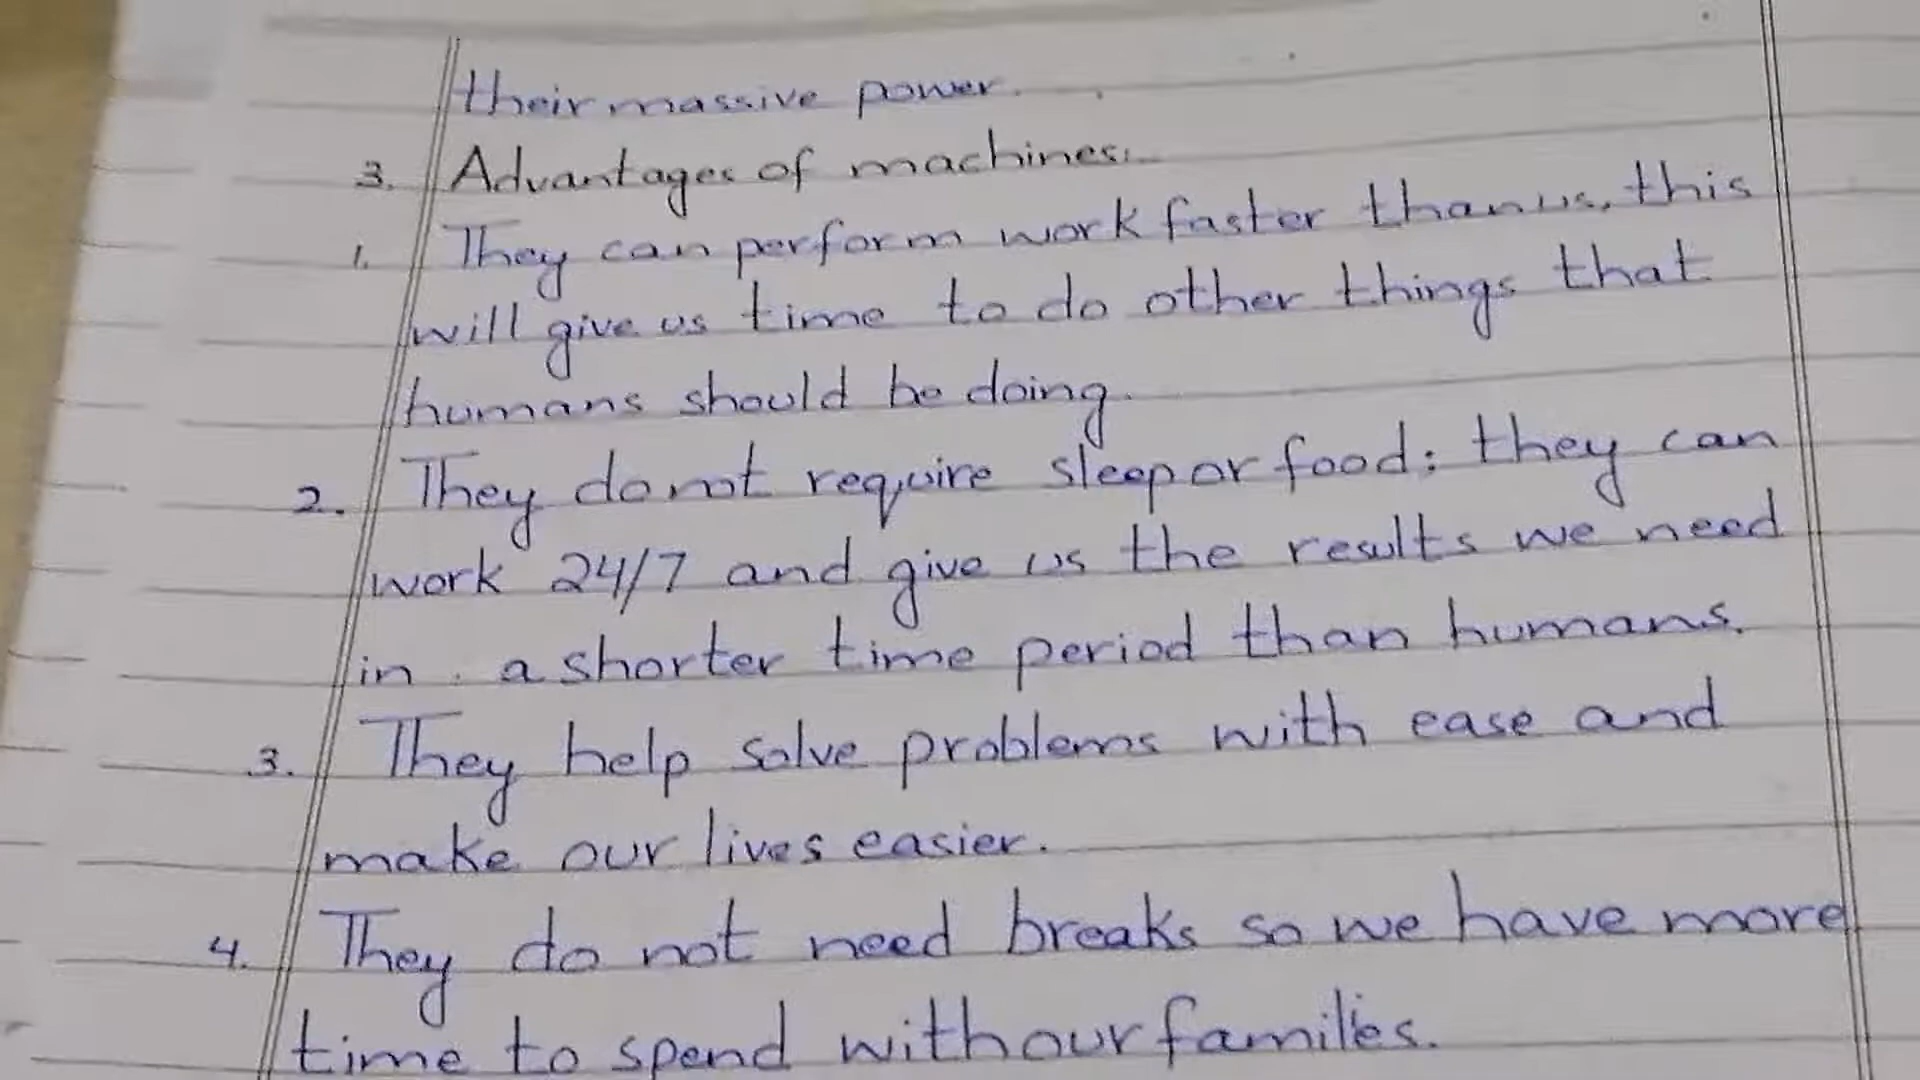 their massive power.
3. Advantages of machines:
1. They can perform work faster than us, this
will give us time to do other things that
humans should be doing.
2. They do not require sleep or food; they can
work 24/7 and give us the results we need
in a shorter time period than humans.
3. They help solve problems with ease and
make our lives easier.
4. They do not need breaks so we have more
time to spend with our families.